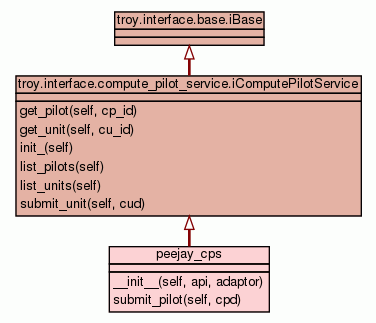 troy.interface.base.iBase
troy.interface.compute_pilot_service.iComputePilotService
get_pilot(self, cp_id)
get_unit(self, cu_id)
init_(self)
list_pilots(self)
list_units(self)
submit_unit(self, cud)
peejay_cps
__init__(self, api, adaptor)
submit_pilot(self, cpd)